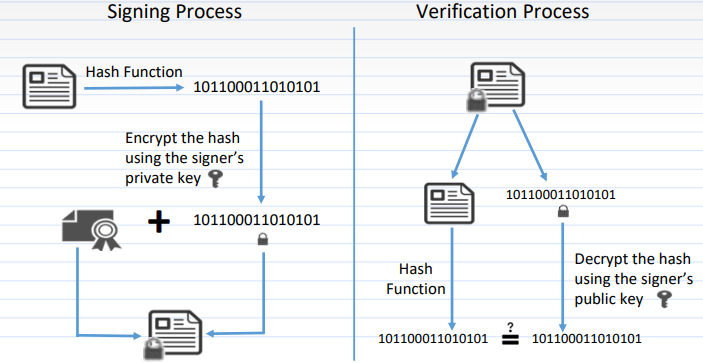 Signing Process
Hash Function
101100011010101
Encrypt the hash
using the signer's
private key
+
101100011010101
Verification Process
101100011010101
Hash
Function
Decrypt the hash
using the signer's
public key
101100011010101 ? = 101100011010101